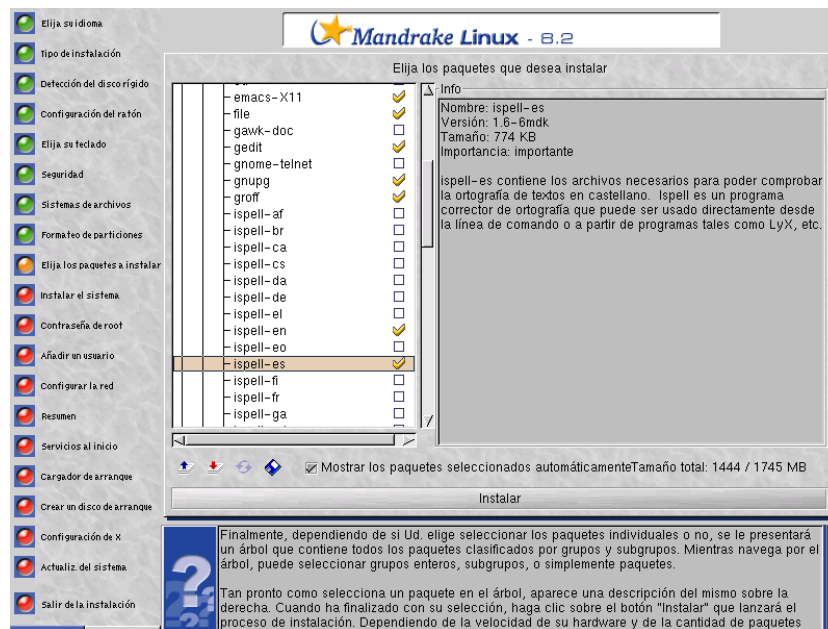 Elija su idioma
Tipo de instalación
Detección del disco rígido
Configuración del ratón
Elija su teclado
Seguridad
Sistemas de archivos
Formateo de particiones
Elija los paquetes a instalar
Instalar el sistema
Contraseña de root
Añadir un usuario
Configurar la red
Resumen
Servicios al inicio
Cargador de arranque
Crear un disco de arranque
Configuración de X
Actualiz. del sistema
Salir de la instalación
Mandrake Linux - 8.2
Elija los paquetes que desea instalar
emacs-X11
file
gawk-doc
gedit
gnome-telnet
gnupg
groff
ispell-af
ispell-br
ispell-ca
ispell-cs
ispell-da
ispell-de
ispell-el
ispell-en
ispell-eo
ispell-es
ispell-fi
ispell-fr
ispell-ga
Info
Nombre: ispell-es
Versión: 1.6-6mdk
Tamaño: 774 KB
Importancia: importante
ispell-es contiene los archivos necesarios para poder comprobar
la ortografía de textos en castellano. Ispell es un programa
corrector de ortografía que puede ser usado directamente desde
la línea de comando o a partir de programas tales como LyX, etc.
Mostrar los paquetes seleccionados automáticamente Tamaño total: 1444 / 1745 MB
Instalar
Finalmente, dependiendo de si Ud. elige seleccionar los paquetes individuales o no, se le presentará
un árbol que contiene todos los paquetes clasificados por grupos y subgrupos. Mientras navega por el
árbol, puede seleccionar grupos enteros, subgrupos, o simplemente paquetes.
Tan pronto como selecciona un paquete en el árbol, aparece una descripción del mismo sobre la
derecha. Cuando ha finalizado con su selección, haga clic sobre el botón "Instalar" que lanzará el
proceso de instalación. Dependiendo de la velocidad de su hardware y de la cantidad de paquetes